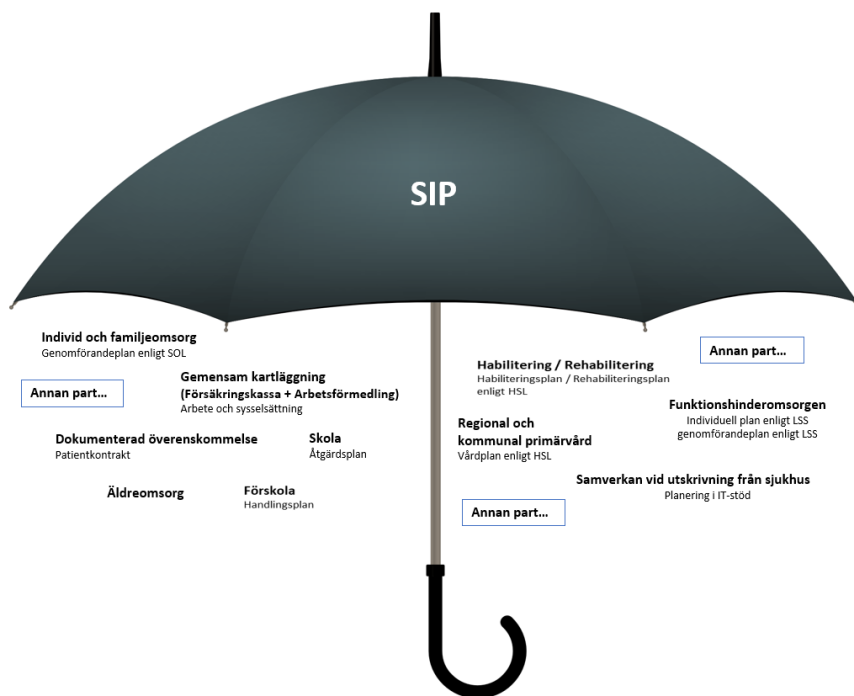 SIP
Individ och familjeomsorg
Genomförandeplan enligt SOL
Annan part...
Gemensam kartläggning
(Försäkringskassa + Arbetsförmedling)
Arbete och sysselsättning
Dokumenterad överenskommelse
Patientkontrakt
Skola
Åtgärdsplan
Äldreomsorg
Förskola
Handlingsplan
Habilitering / Rehabilitering
Habiliteringsplan / Rehabiliteringsplan
enligt HSL
Annan part...
Funktionshinderomsorgen
Individuell plan enligt LSS
genomförandeplan enligt LSS
Regional och
kommunal primärvård
Vårdplan enligt HSL
Samverkan vid utskrivning från sjukhus
Planering i IT-stöd
Annan part...